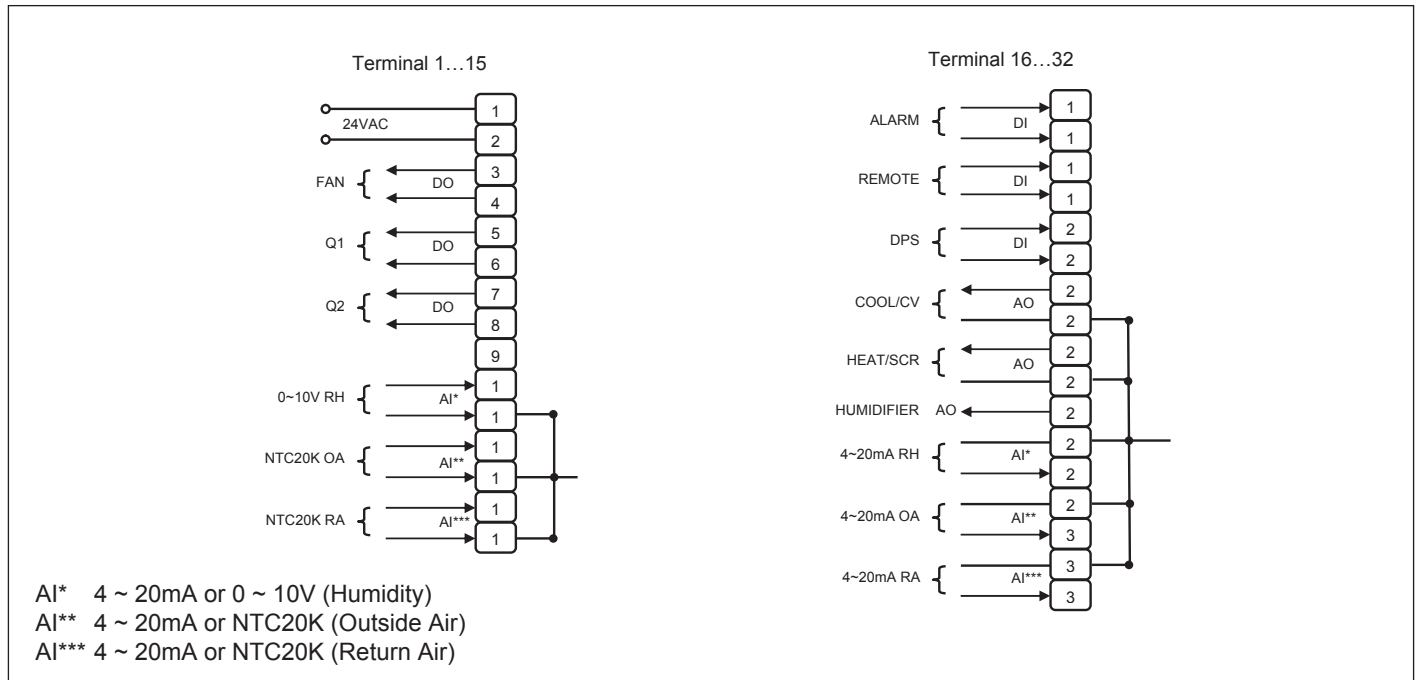 Terminal 1…15
1
24VAC
2
3
FAN { DO
4
5
Q1 { DO
6
7
Q2 { DO
8
9
1
0~10V RH { AI*
1
1
NTC20K OA { AI**
1
1
NTC20K RA { AI***
1
Terminal 16…32
1
ALARM { DI
1
1
REMOTE { DI
1
2
DPS { DI
2
2
COOL/CV { AO
2
2
HEAT/SCR { AO
2
HUMIDIFIER AO 2
2
4~20mA RH { AI*
2
2
4~20mA OA { AI**
3
3
4~20mA RA { AI***
3
AI* 4 ~ 20mA or 0 ~ 10V (Humidity)
AI** 4 ~ 20mA or NTC20K (Outside Air)
AI*** 4 ~ 20mA or NTC20K (Return Air)